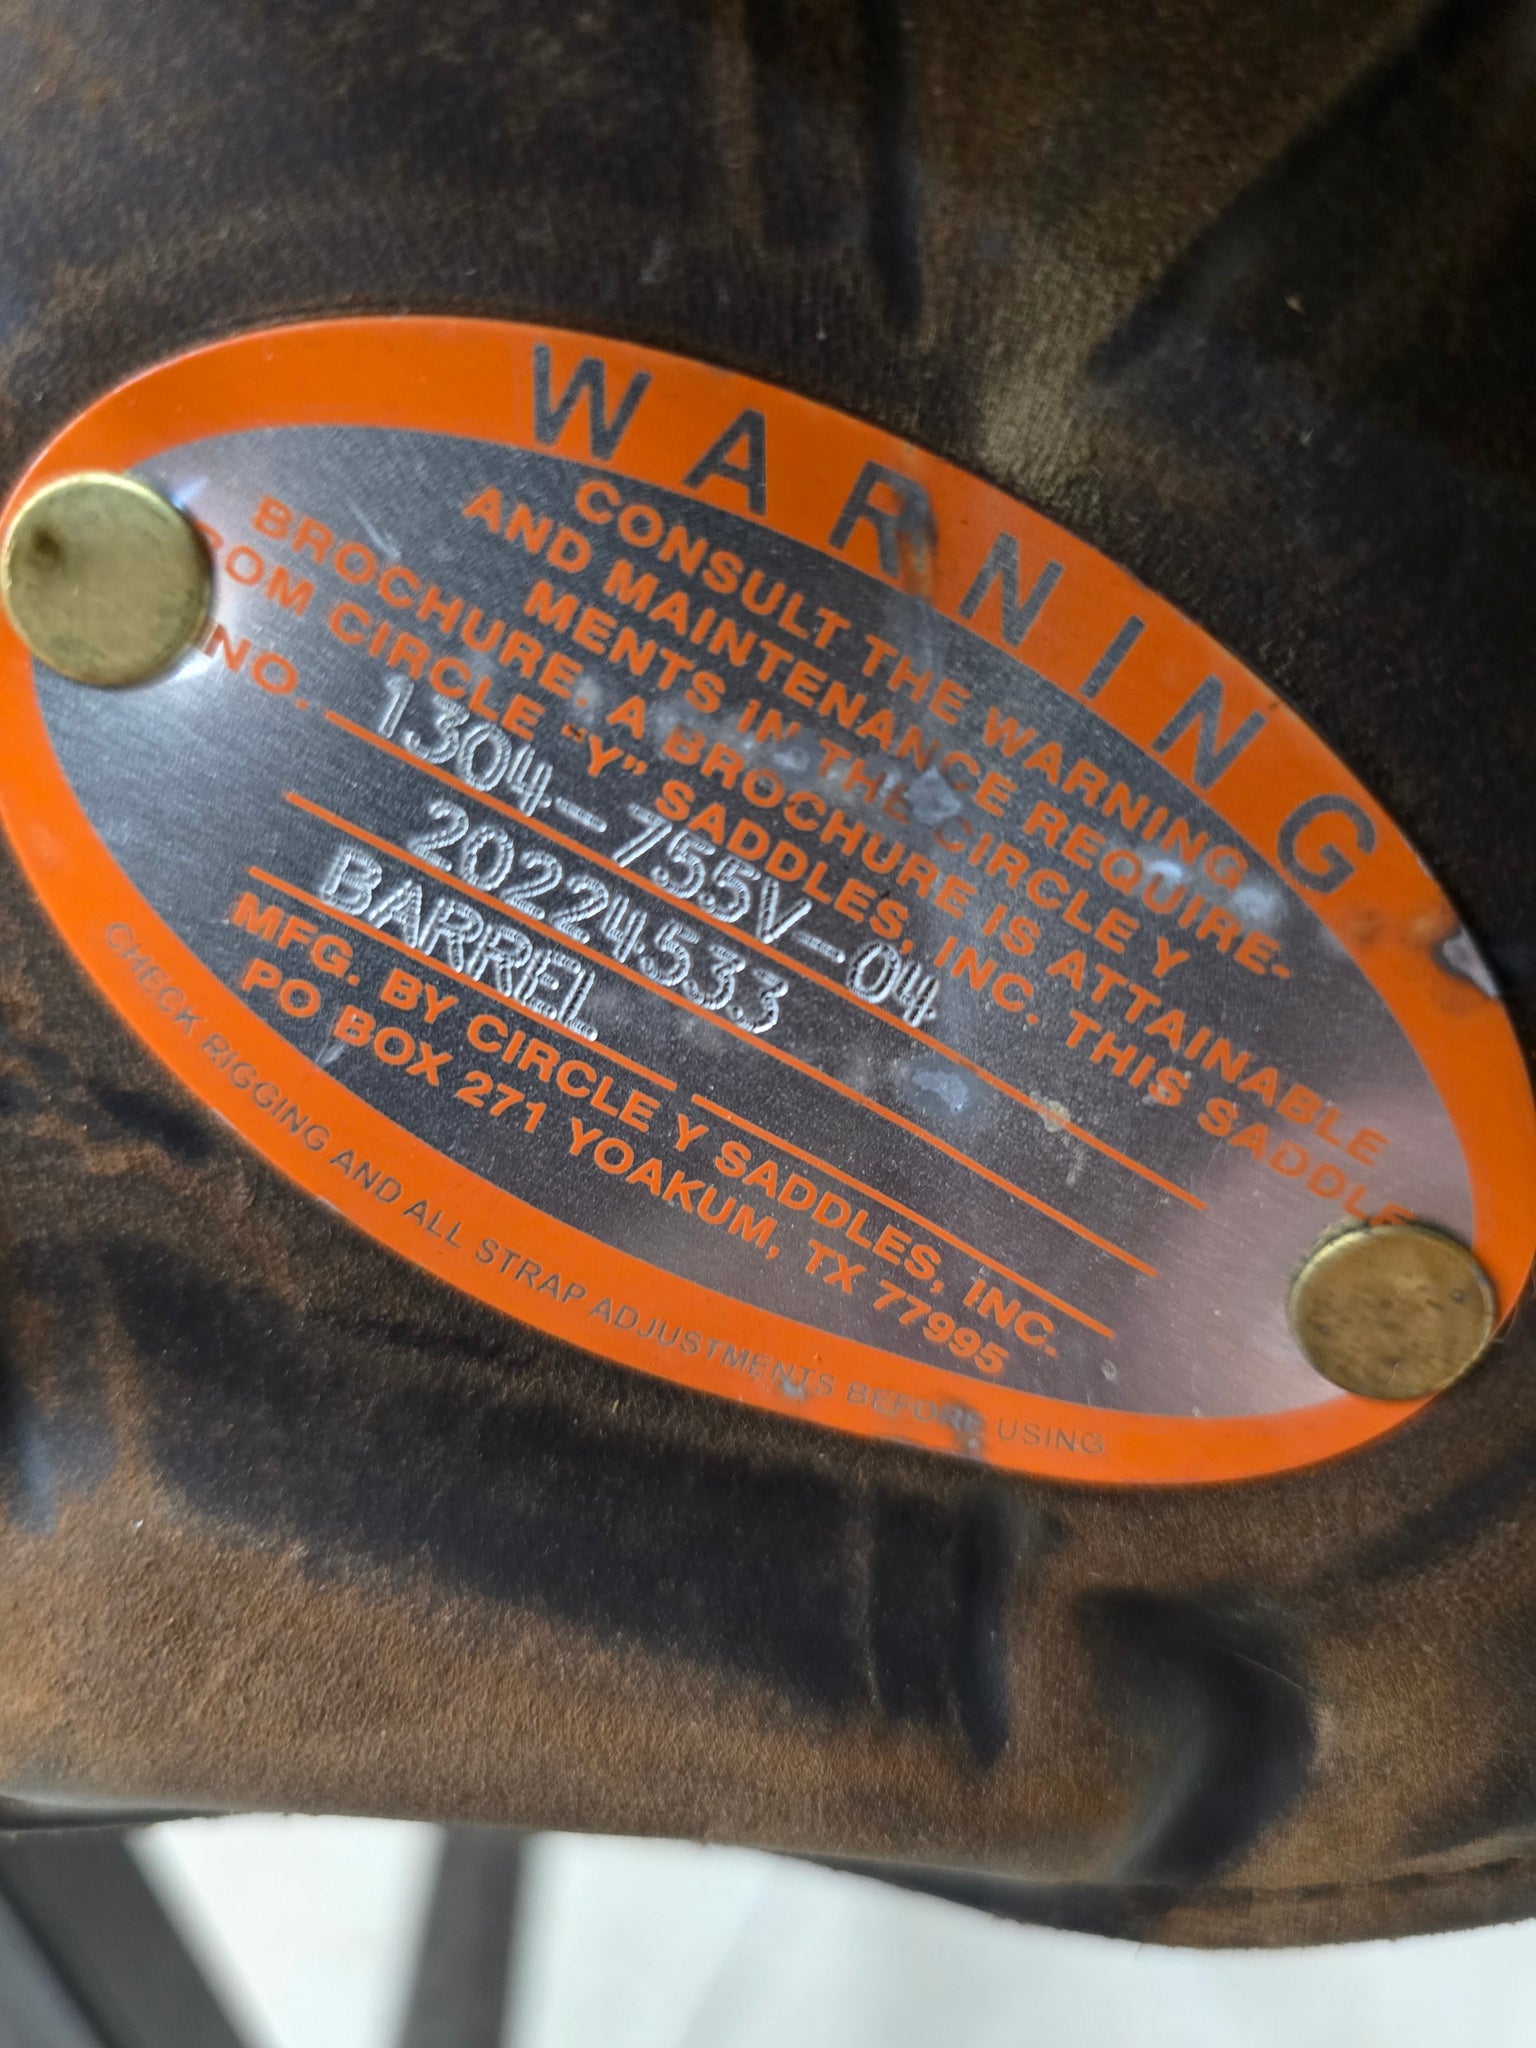 WARNING
CONSULT THE WARNING
AND MAINTENANCE REQUIRE-
MENTS IN THE CIRCLE Y
BROCHURE. A BROCHURE IS ATTAINABLE
ROM CIRCLE "Y" SADDLES, INC. THIS SADDLE
NO. 1304-755V-04
20224533
BARREL
MFG. BY CIRCLE Y SADDLES, INC.
PO BOX 271 YOAKUM, TX 77995
CHECK RIGGING AND ALL STRAP ADJUSTMENTS BEFORE USING